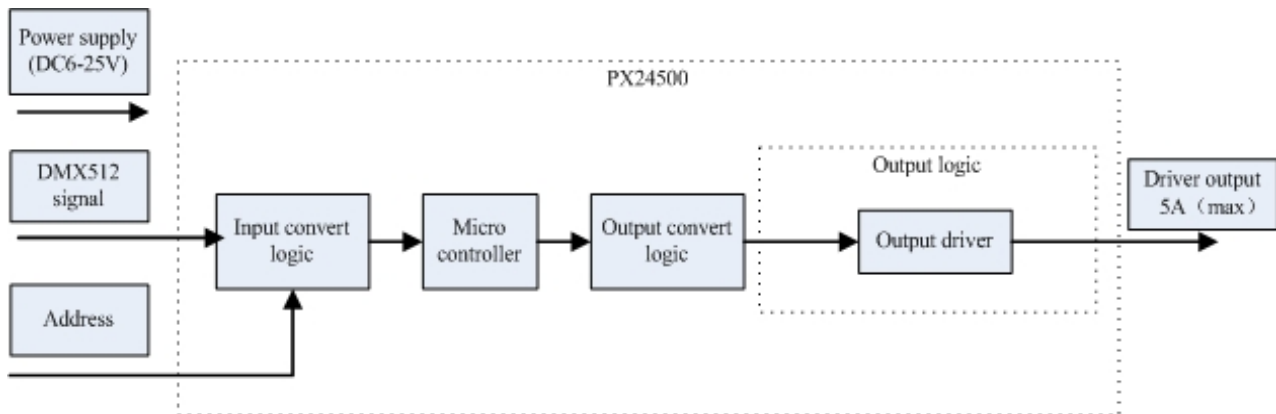 Power supply
(DC6-25V)
PX24500
DMX512
signal
Output logic
Driver output
5A（max）
Input convert
logic
Micro
controller
Output convert
logic
Output driver
Address